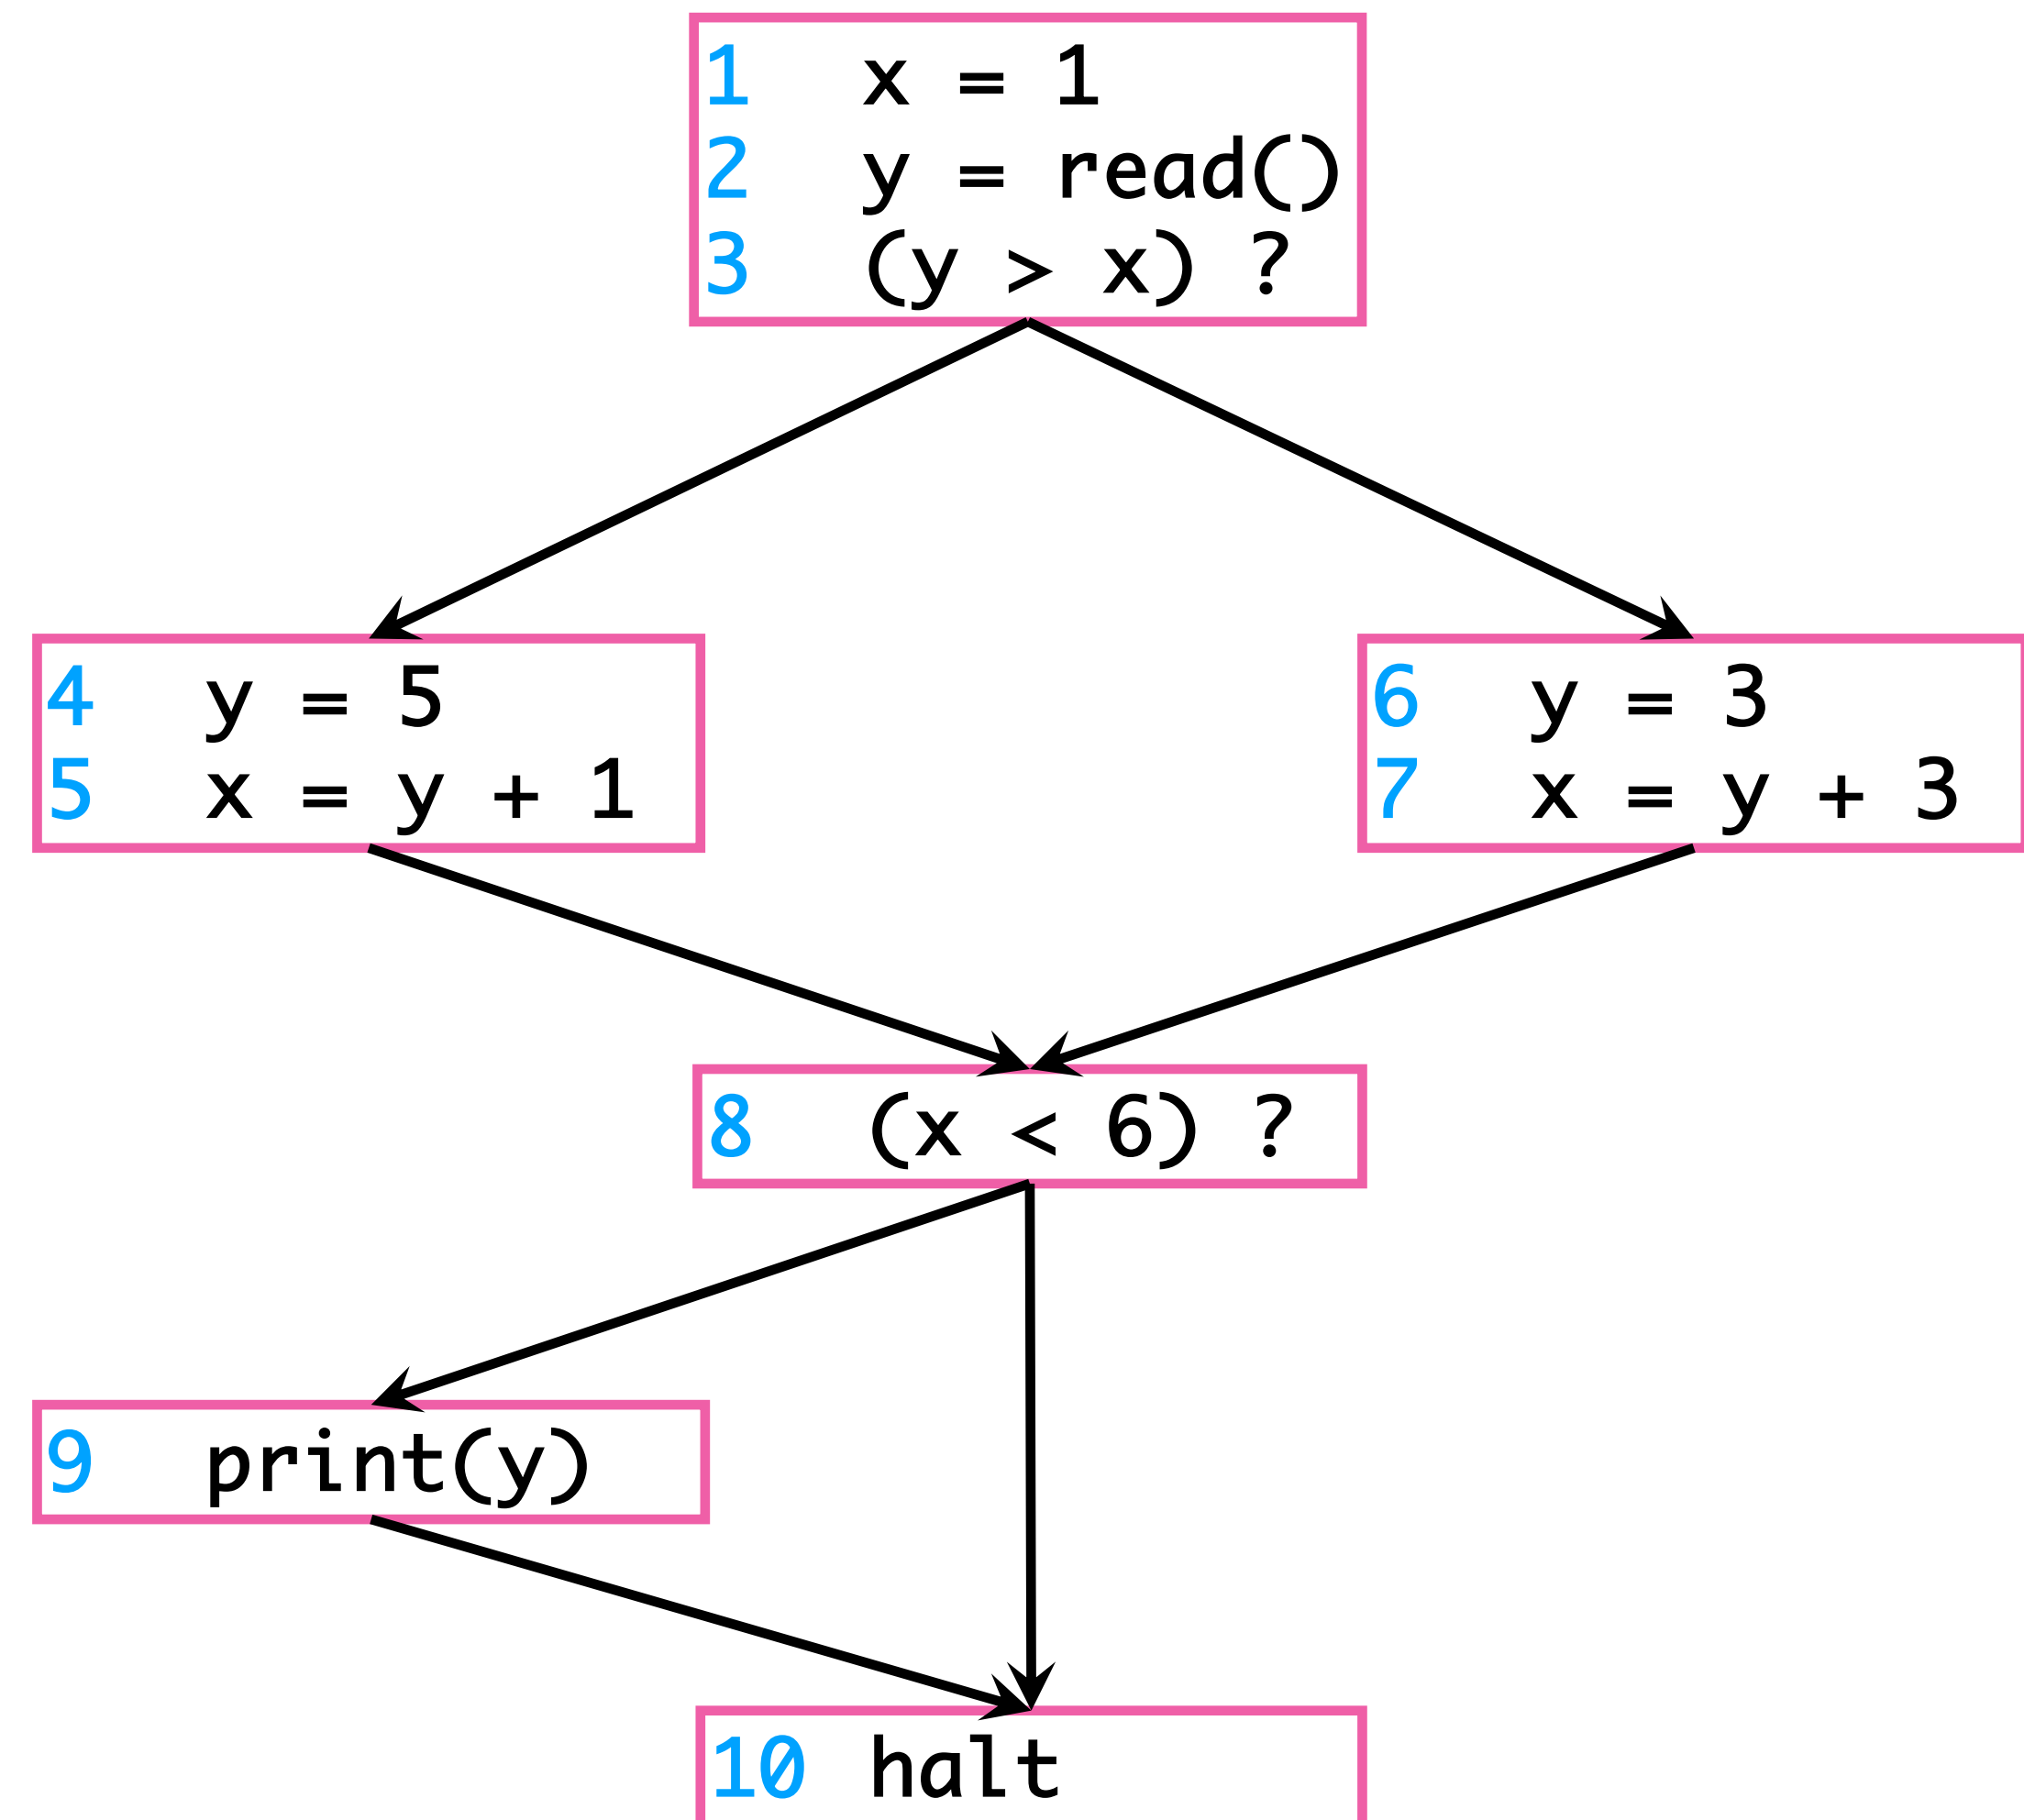 1 x = 1
2 y = read()
3 (y > x) ?
4 y = 5
5 x = y + 1
6 y = 3
7 x = y + 3
8 (x < 6) ?
9 print(y)
10 halt